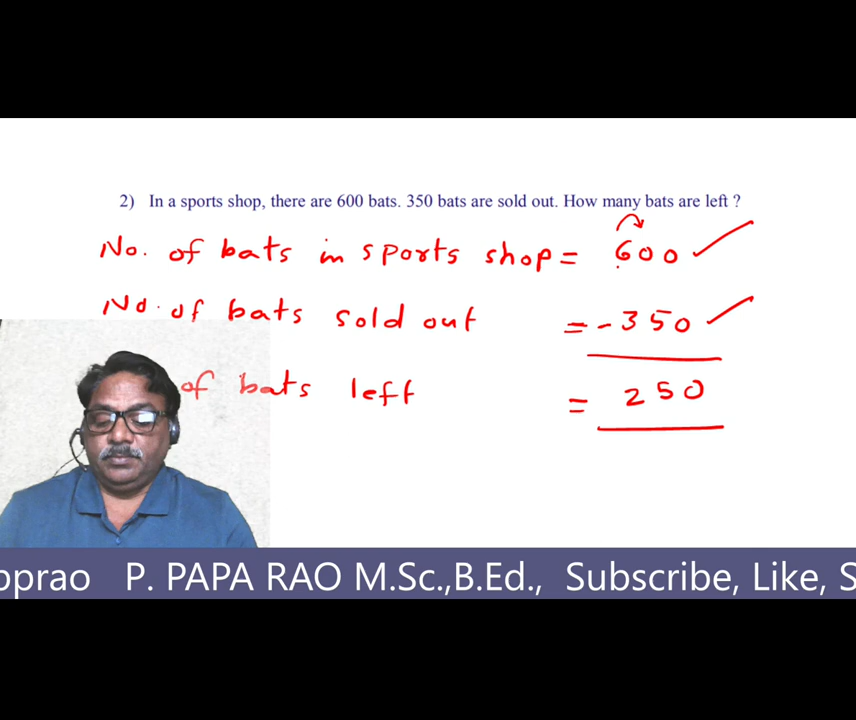 2) In a sports shop, there are 600 bats. 350 bats are sold out. How many bats are left ?
No. of bats in sports shop = 600
No. of bats sold out = - 350
of bats left = 250
P. PAPA RAO M.Sc.,B.Ed., Subscribe, Like,